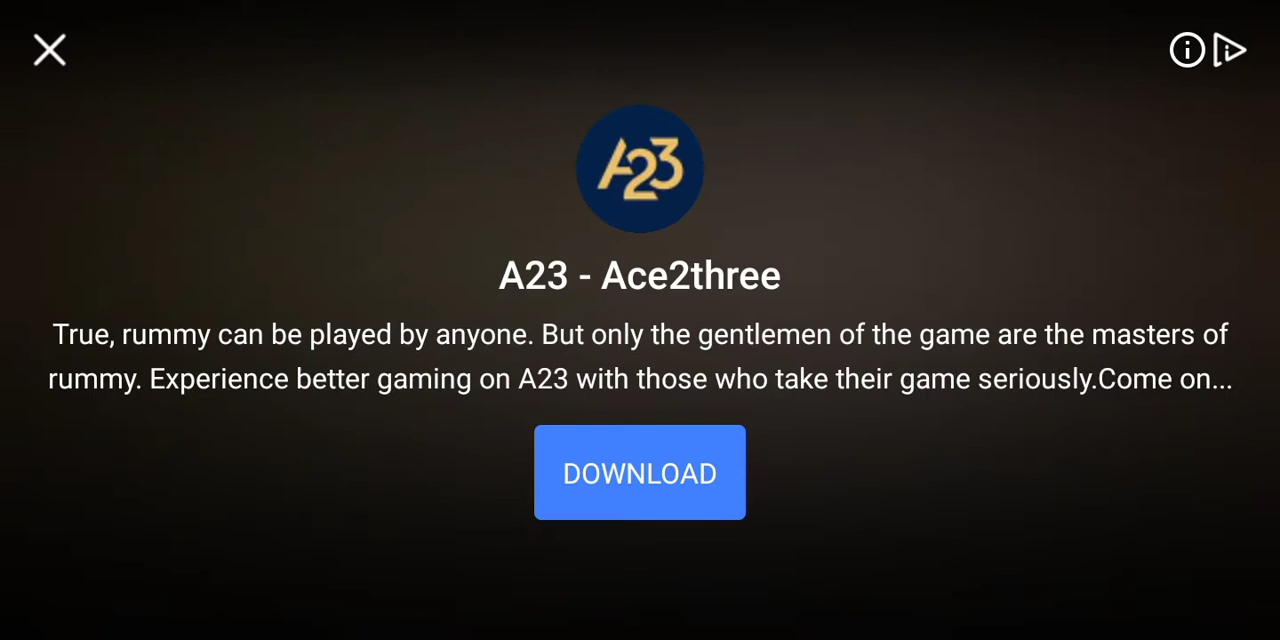 A23
A23 - Ace2three
True, rummy can be played by anyone. But only the gentlemen of the game are the masters of
rummy. Experience better gaming on A23 with those who take their game seriously.Come on...
DOWNLOAD